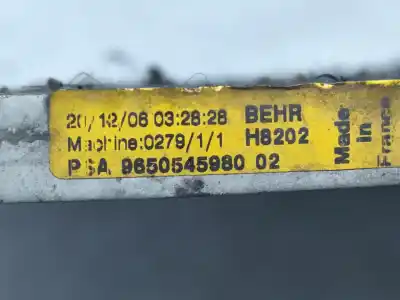 20/12/06 03:28:28 BEHR
Machine:0279/1/1 H8202
PSA 9650545980 02
Made
in
France